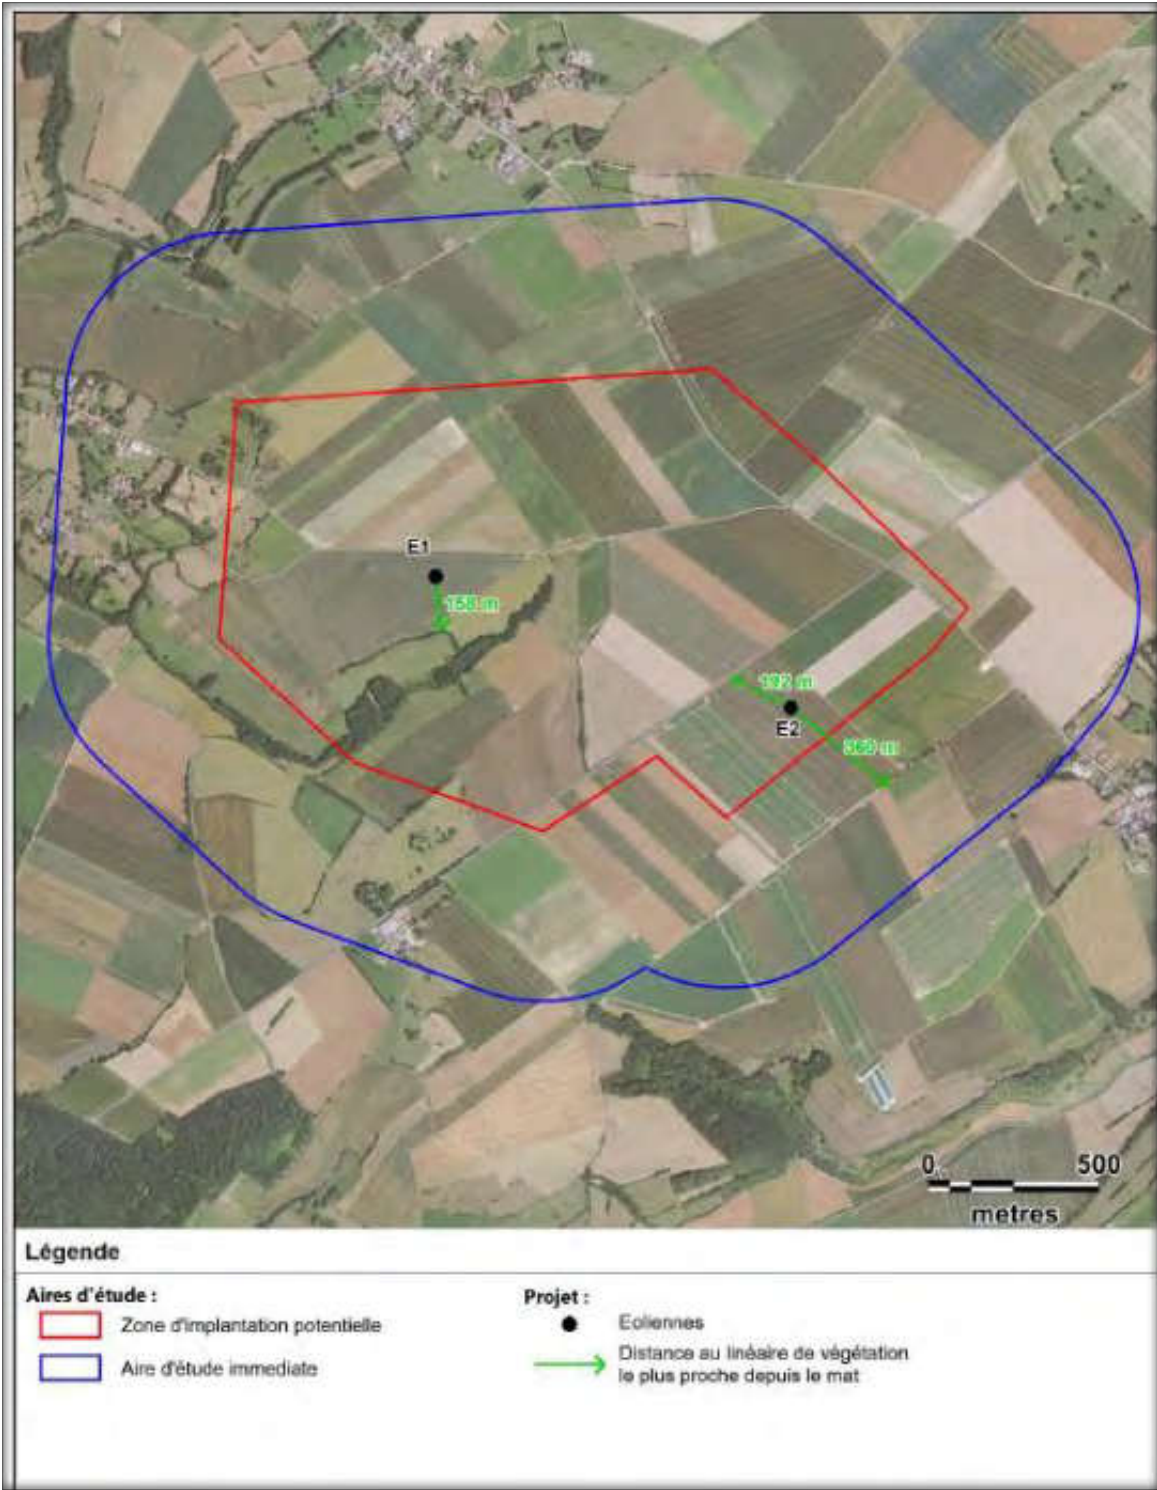 E1
158 m
192 m
E2
360 m
0 500
metres
Légende
Aires d'étude :
Zone d'implantation potentielle
Aire d'étude immediate
Projet :
Eoliennes
Distance au linéaire de végétation
le plus proche depuis le mat